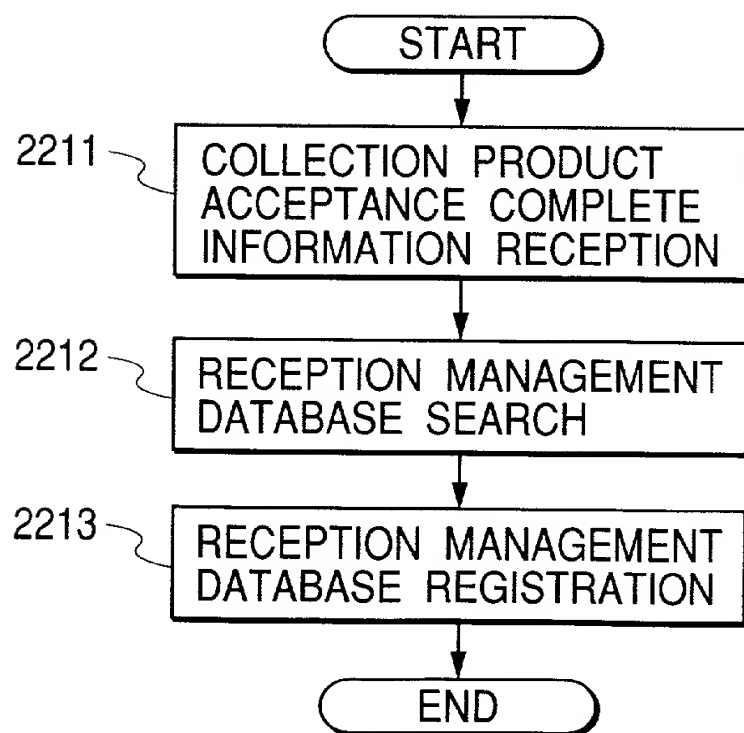 START
2211
COLLECTION PRODUCT
ACCEPTANCE COMPLETE
INFORMATION RECEPTION
2212
RECEPTION MANAGEMENT
DATABASE SEARCH
2213
RECEPTION MANAGEMENT
DATABASE REGISTRATION
END